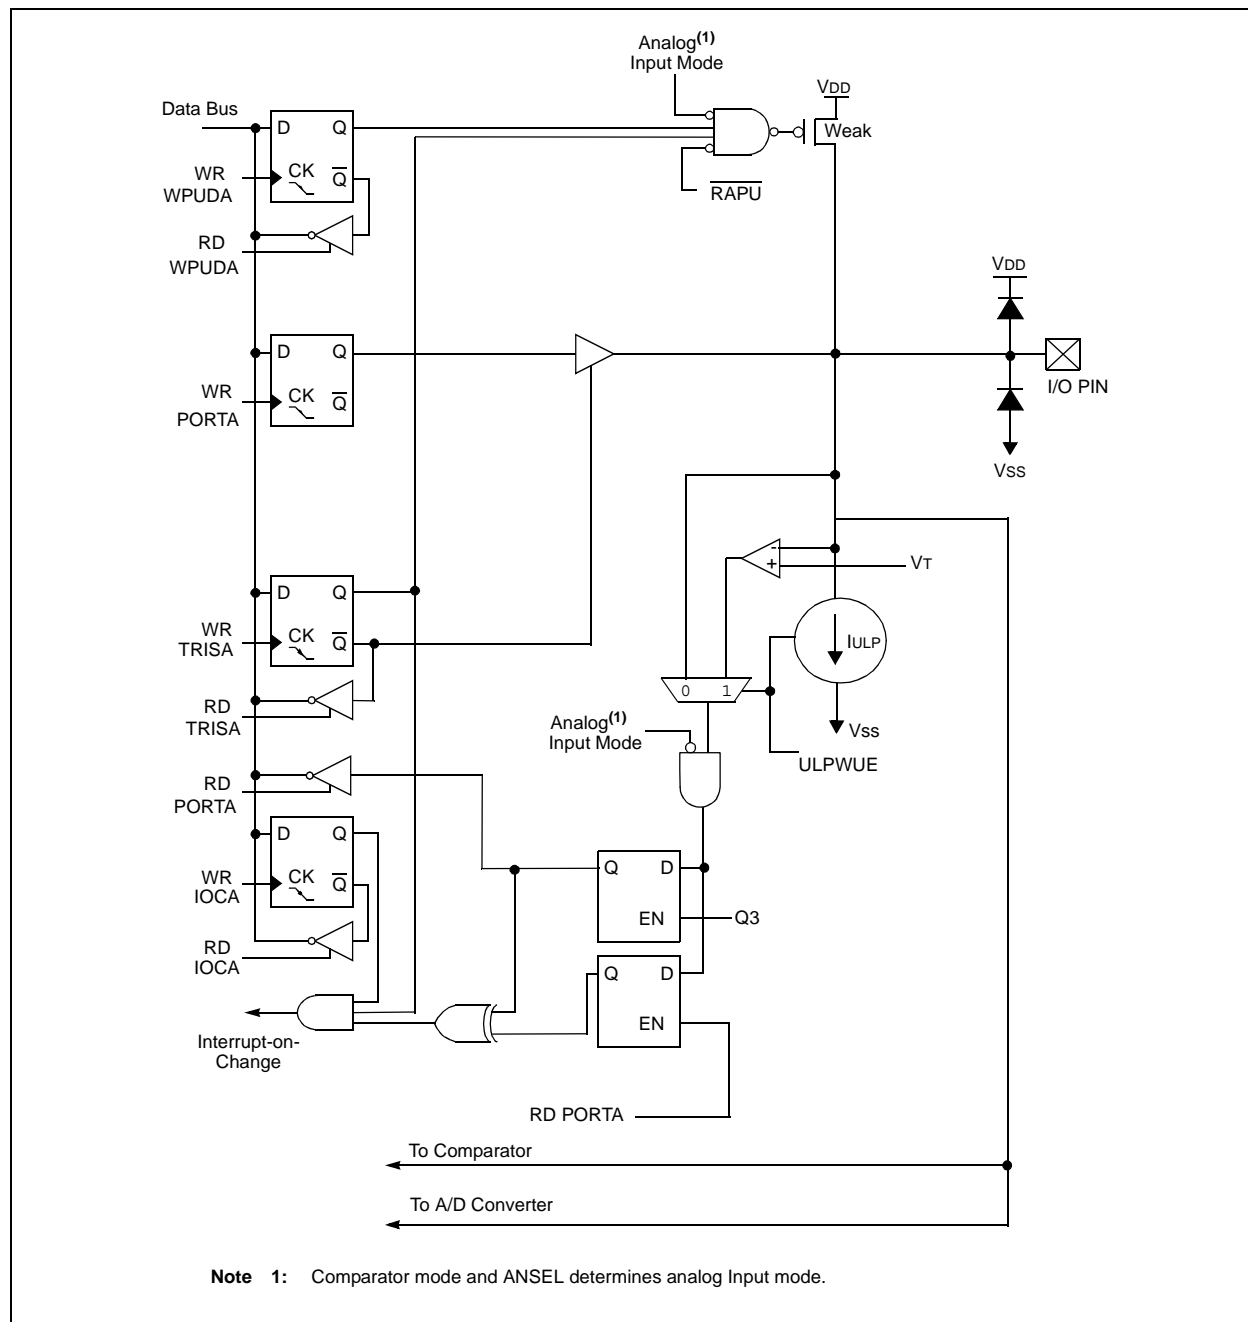 Analog(1)
Input Mode
VDD
Data Bus
D Q
Weak
WR
WPUDA
CK Q
RAPU
RD
WPUDA
VDD
D Q
WR
PORTA
CK Q
I/O PIN
VSS
-
+
VT
D Q
WR
TRISA
CK Q
IULP
0 1
RD
TRISA
Analog(1)
Input Mode
VSS
ULPWUE
RD
PORTA
D Q
WR
IOCA
CK Q
Q D
EN
Q3
RD
IOCA
Q D
EN
Interrupt-on-
Change
RD PORTA
To Comparator
To A/D Converter
Note 1: Comparator mode and ANSEL determines analog Input mode.